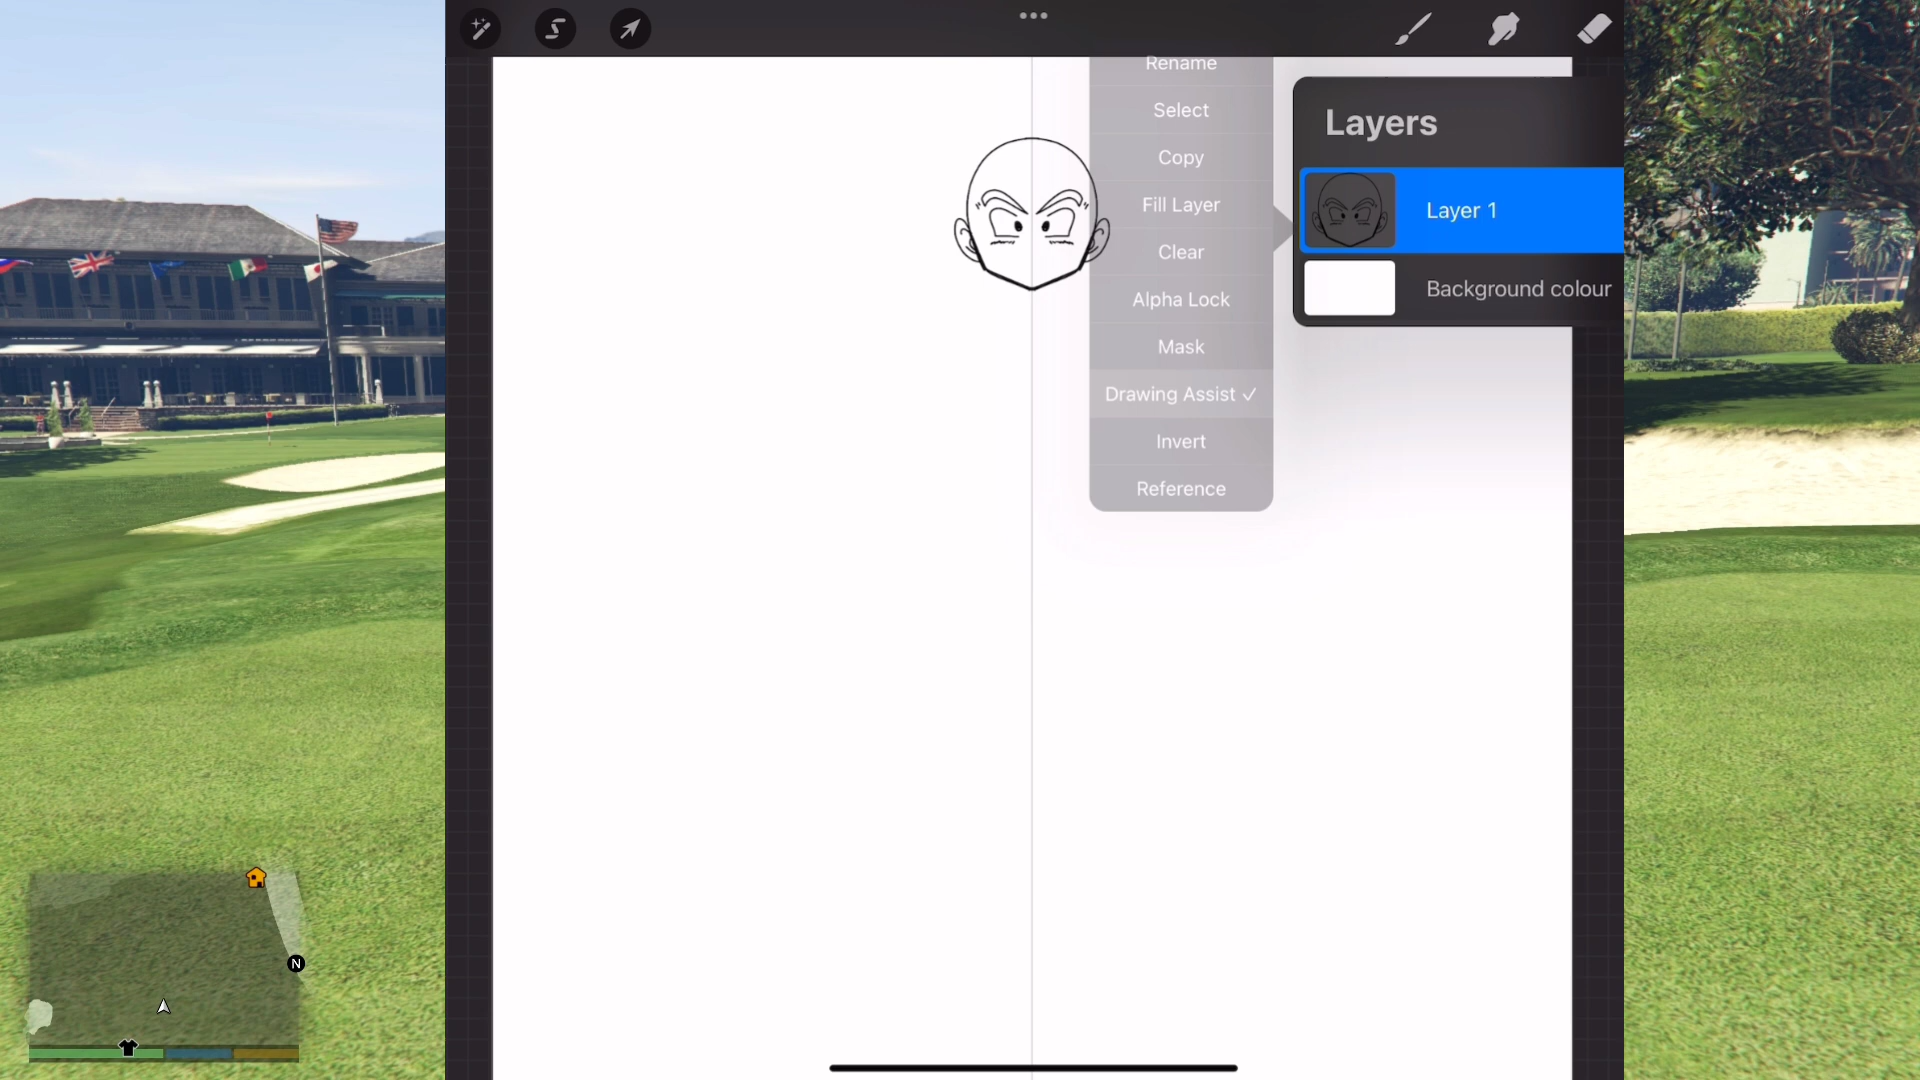 Rename
Select
Copy
Fill Layer
Clear
Alpha Lock
Mask
Drawing Assist ✓
Invert
Reference
Layers
Layer 1
Background colour
N